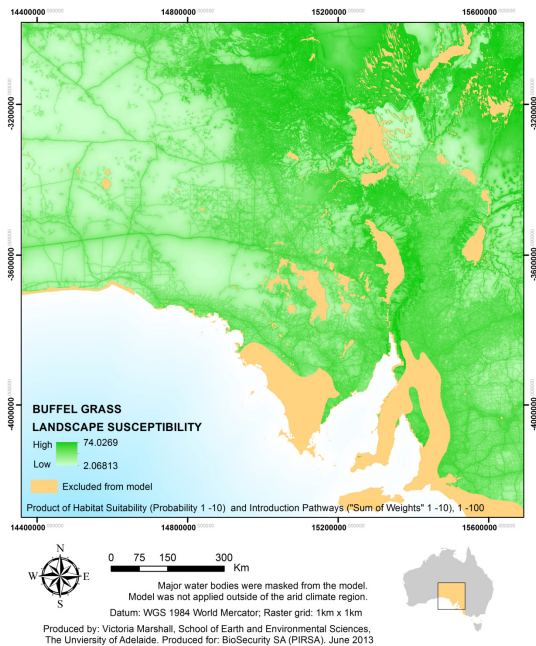 14400000 14800000 15200000 15600000
-3200000 -3200000
-3600000 -3600000
-4000000 -4000000
BUFFEL GRASS
LANDSCAPE SUSCEPTIBILITY
High 74.0269
Low 2.06813
Excluded from model
Product of Habitat Suitability (Probability 1 -10) and Introduction Pathways ("Sum of Weights" 1 -10), 1 -100
14400000 14800000 15200000 15600000
N
W E
S
0 75 150 300
Km
Major water bodies were masked from the model.
Model was not applied outside of the arid climate region.
Datum: WGS 1984 World Mercator; Raster grid: 1km x 1km
Produced by: Victoria Marshall, School of Earth and Environmental Sciences,
The Unviersity of Adelaide. Produced for: BioSecurity SA (PIRSA). June 2013